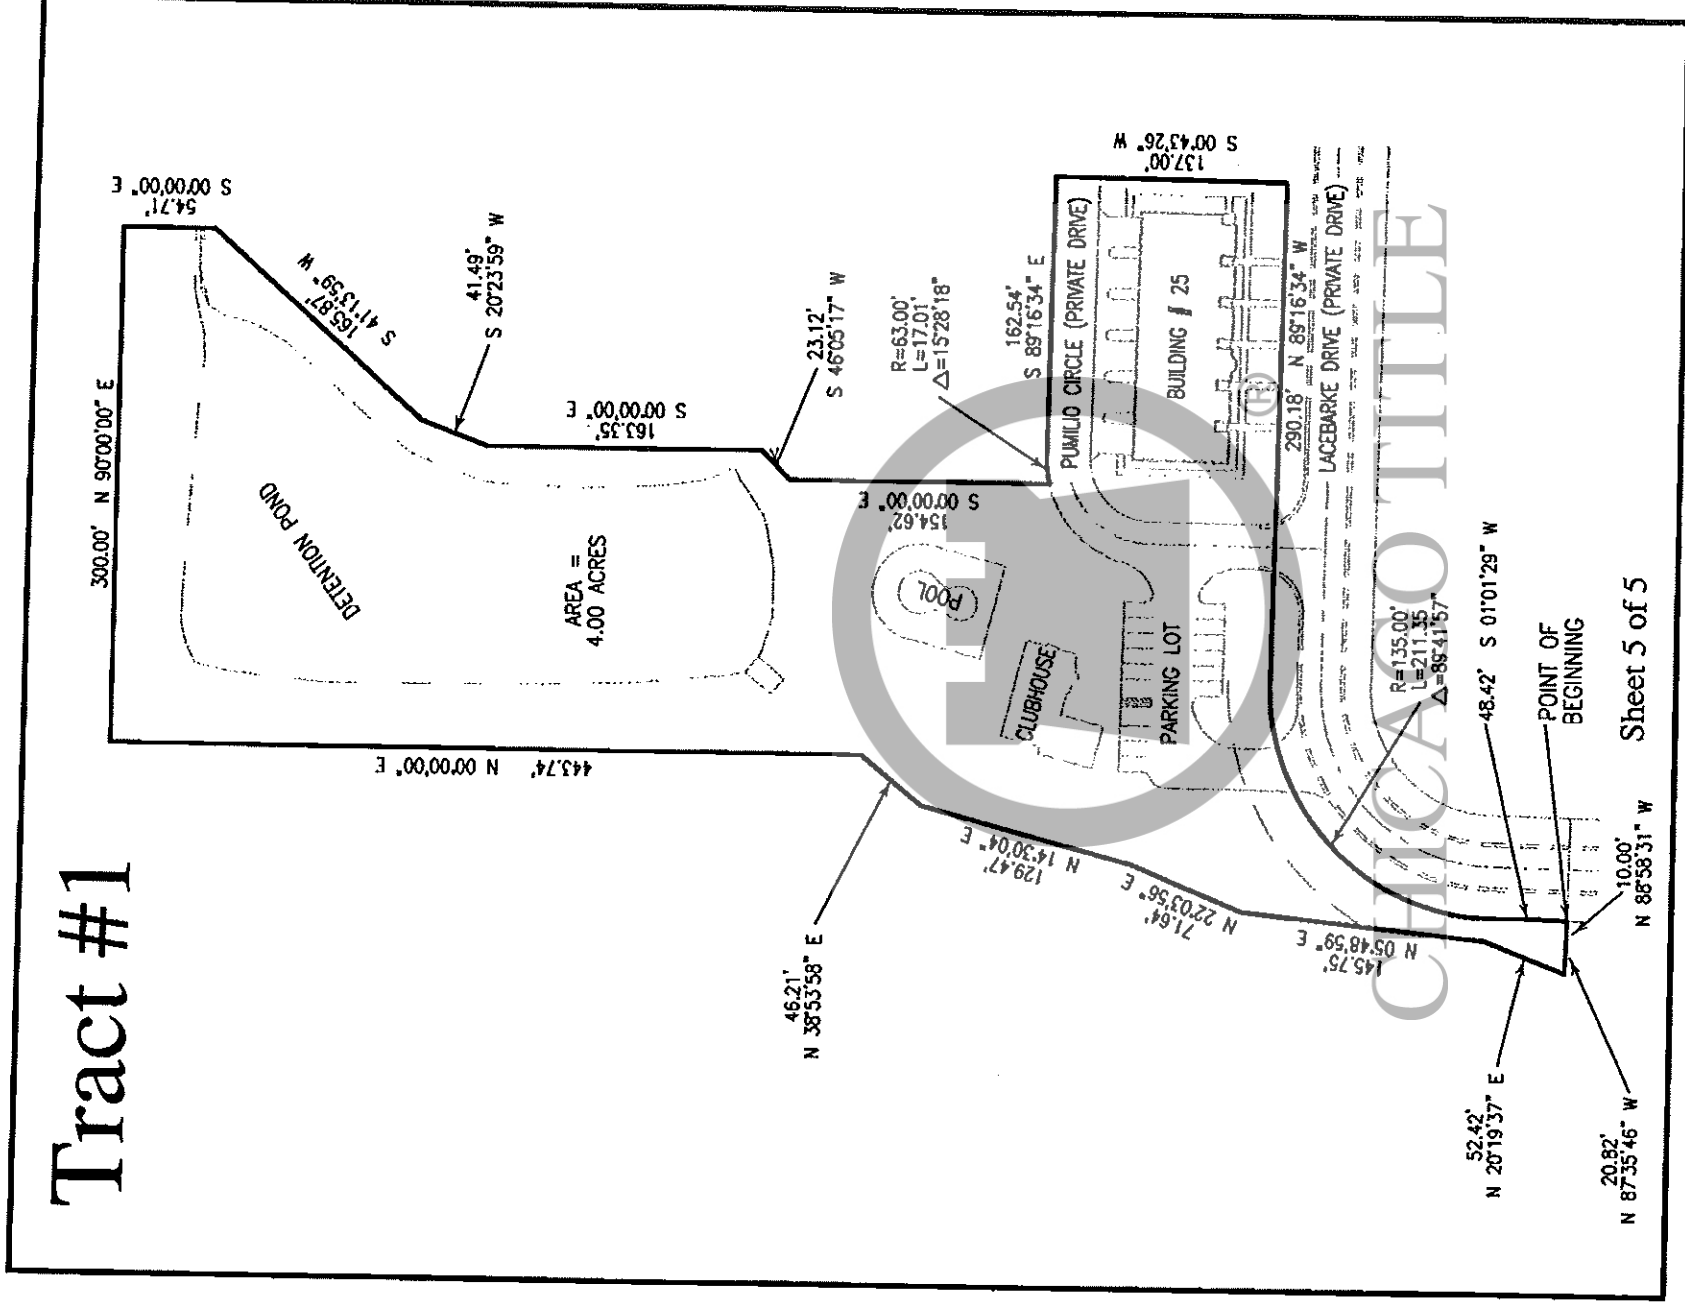 Tract #1
300.00' N 90°00'00" E
54.71'
S 00°00'00" E
165.87'
S 41°13'59" W
41.49'
S 20°23'59" W
DETENTION POND
163.35'
S 00°00'00" E
AREA =
4.00 ACRES
23.12'
S 46°05'17" W
154.62'
S 00°00'00" E
R=63.00'
L=17.01'
Δ=15°28'18"
162.54'
S 89°16'34" E
PUMILIO CIRCLE (PRIVATE DRIVE)
137.00'
S 00°43'26" W
BUILDING # 25
290.18' N 89°16'34" W
LACEBARKE DRIVE (PRIVATE DRIVE)
443.74' N 00°00'00" E
POOL
CLUBHOUSE
PARKING LOT
46.21'
N 38°53'58" E
129.47'
N 14°30'04" E
71.64'
N 22°03'56" E
145.75'
N 05°48'59" E
R=135.00'
L=211.35
Δ=89°41'57"
48.42' S 01°01'29" W
POINT OF
BEGINNING
52.42'
N 20°19'37" E
20.82'
N 87°35'46" W
10.00'
N 88°58'31" W
Sheet 5 of 5
CHICAGO TITLE
®